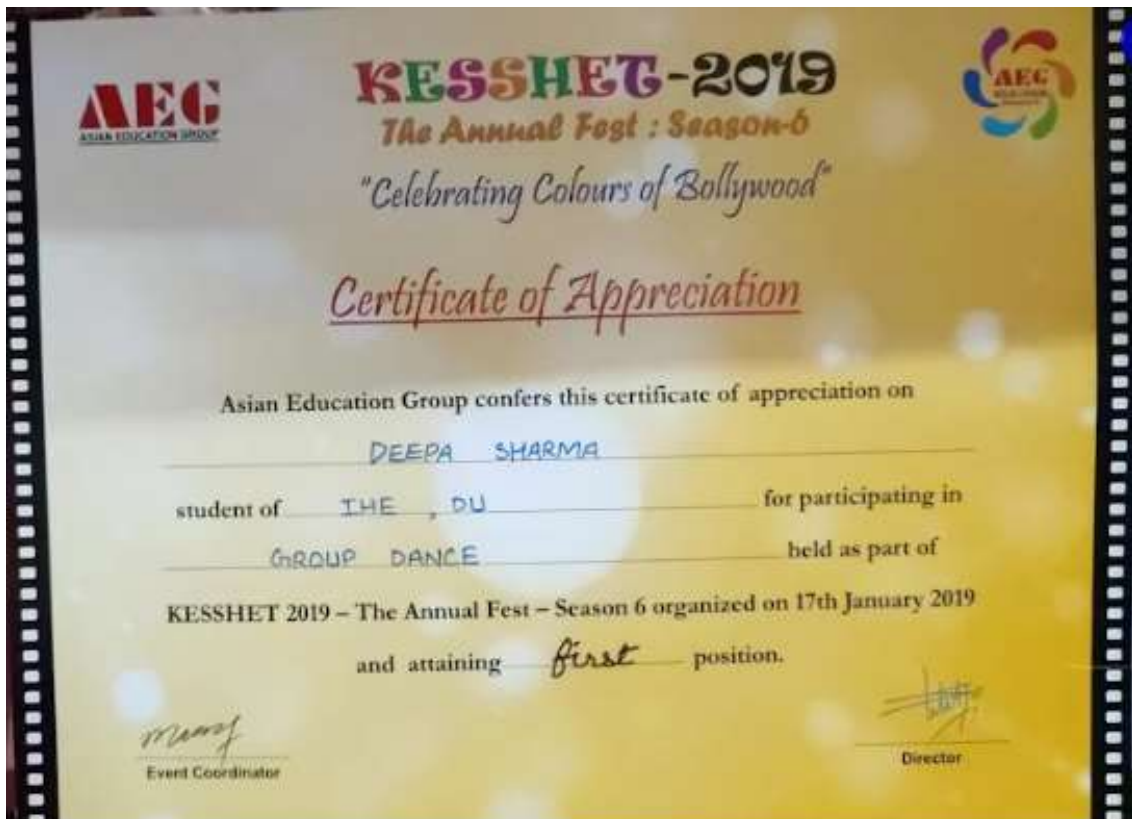 AEG
ASIAN EDUCATION GROUP
KESSHET-2019
The Annual Fest : Season-6
"Celebrating Colours of Bollywood"
AEG
Certificate of Appreciation
Asian Education Group confers this certificate of appreciation on
DEEPA SHARMA
student of IHE , DU for participating in
GROUP DANCE held as part of
KESSHET 2019 – The Annual Fest – Season 6 organized on 17th January 2019
and attaining first position.
Event Coordinator
Director